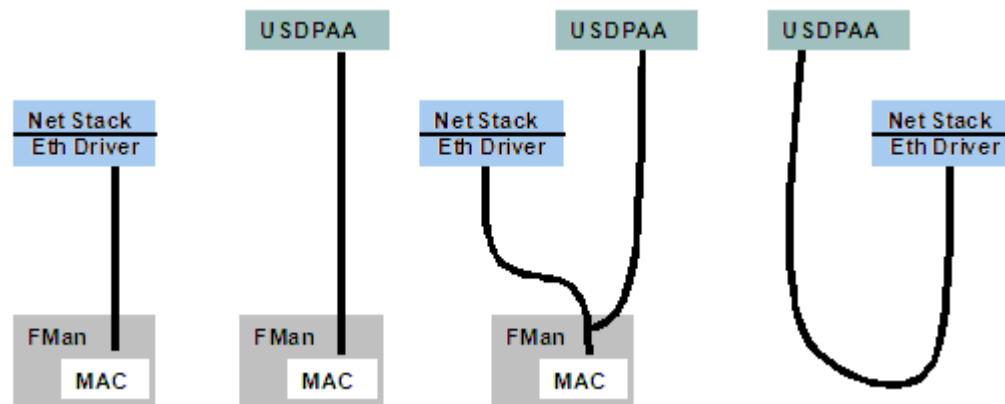 USDPAA
USDPAA
USDPAA
Net Stack
Eth Driver
Net Stack
Eth Driver
Net Stack
Eth Driver
FMan
MAC
FMan
MAC
FMan
MAC